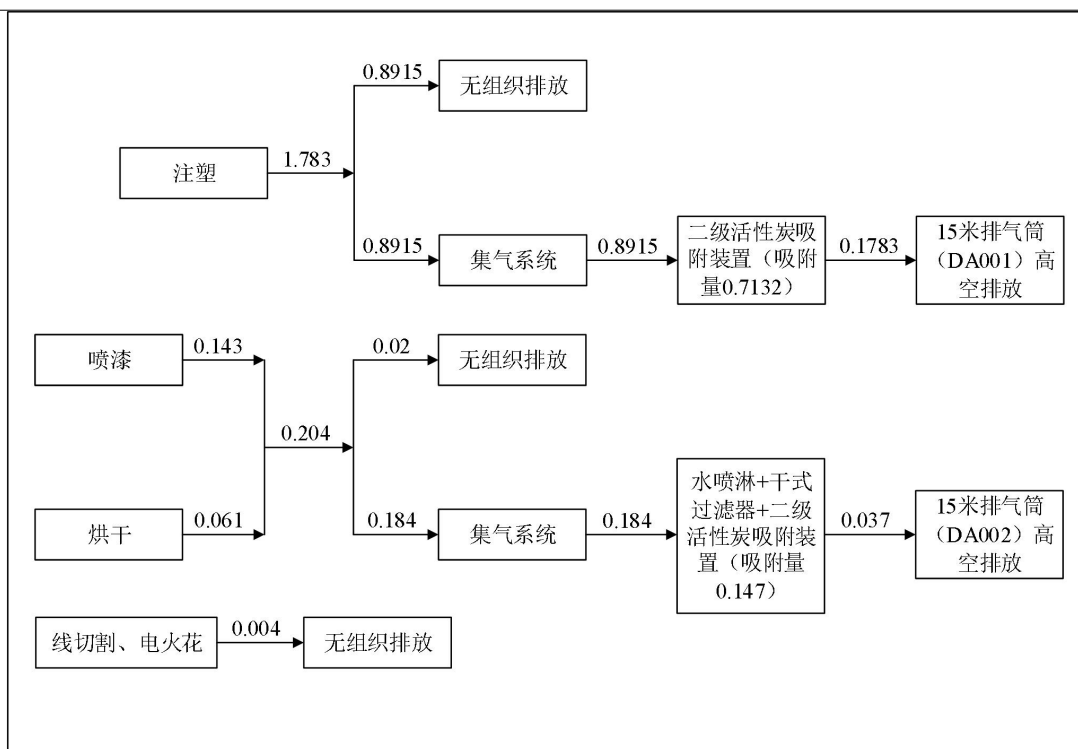 0.8915
无组织排放
注塑
1.783
0.8915
集气系统
0.8915
二级活性炭吸
附装置（吸附
量0.7132）
0.1783
15米排气筒
（DA001）高
空排放
喷漆
0.143
0.02
无组织排放
0.204
烘干
0.061
0.184
集气系统
0.184
水喷淋+干式
过滤器+二级
活性炭吸附装
置（吸附量
0.147）
0.037
15米排气筒
（DA002）高
空排放
线切割、电火花
0.004
无组织排放